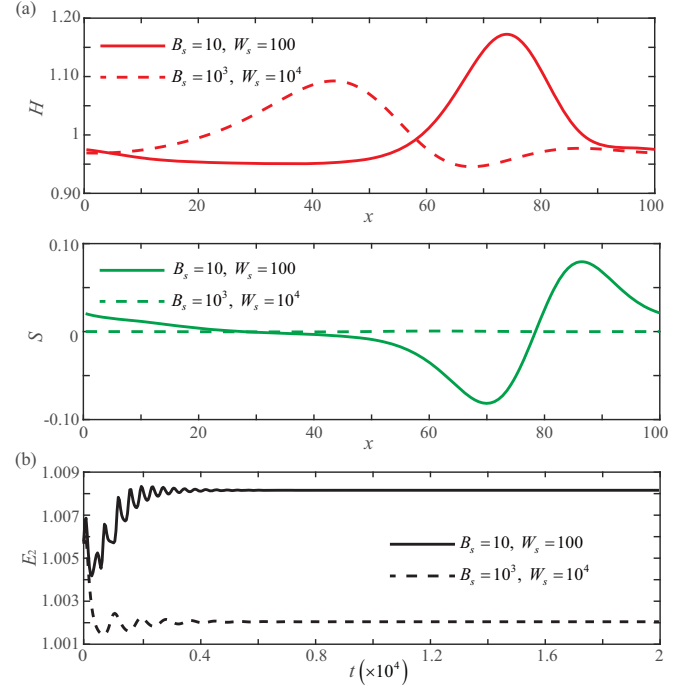 (a)
1.20
1.10
1
0.90
H
B_s = 10, W_s = 100
B_s = 10^3, W_s = 10^4
0 20 40 60 80 100
x
0.10
0
-0.10
S
B_s = 10, W_s = 100
B_s = 10^3, W_s = 10^4
0 20 40 60 80 100
x
(b)
1.009
1.007
1.005
1.002
1.001
E_2
B_s = 10, W_s = 100
B_s = 10^3, W_s = 10^4
0 0.4 0.8 1.2 1.6 2
t(×10^4)